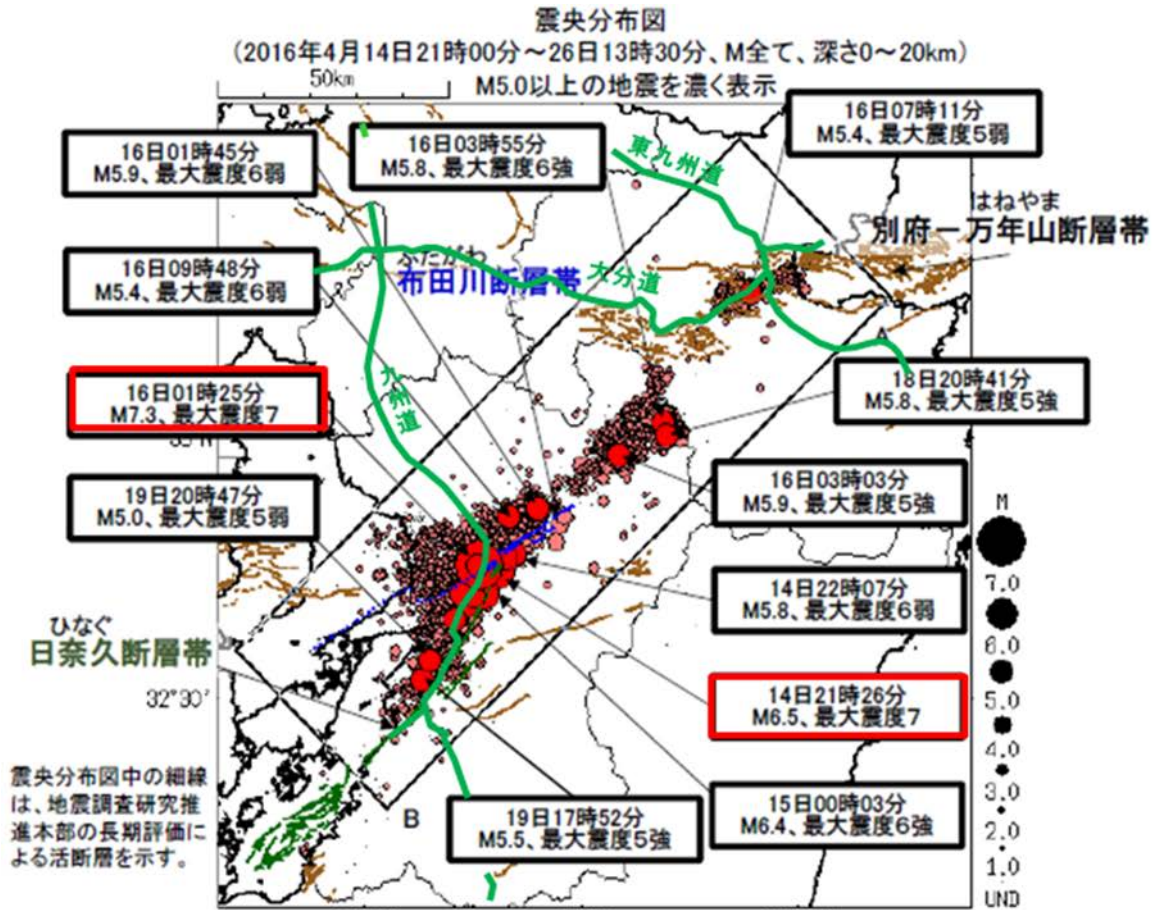 震央分布図
(2016年4月14日21時00分～26日13時30分、M全て、深さ0～20km)
M5.0以上の地震を濃く表示
50km
16日01時45分
M5.9、最大震度6弱
16日03時55分
M5.8、最大震度6強
16日07時11分
M5.4、最大震度5弱
東九州道
はねやま
別府－万年山断層帯
16日09時48分
M5.4、最大震度6弱
ふたがわ
布田川断層帯
大分道
A
九州道
16日01時25分
M7.3、最大震度7
18日20時41分
M5.8、最大震度5強
19日20時47分
M5.0、最大震度5弱
16日03時03分
M5.9、最大震度5強
14日22時07分
M5.8、最大震度6弱
ひなぐ
日奈久断層帯
32°30'
14日21時26分
M6.5、最大震度7
15日00時03分
M6.4、最大震度6強
19日17時52分
M5.5、最大震度5強
B
震央分布図中の細線
は、地震調査研究推
進本部の長期評価に
よる活断層を示す。
M
7.0
6.0
5.0
4.0
3.0
2.0
1.0
UND